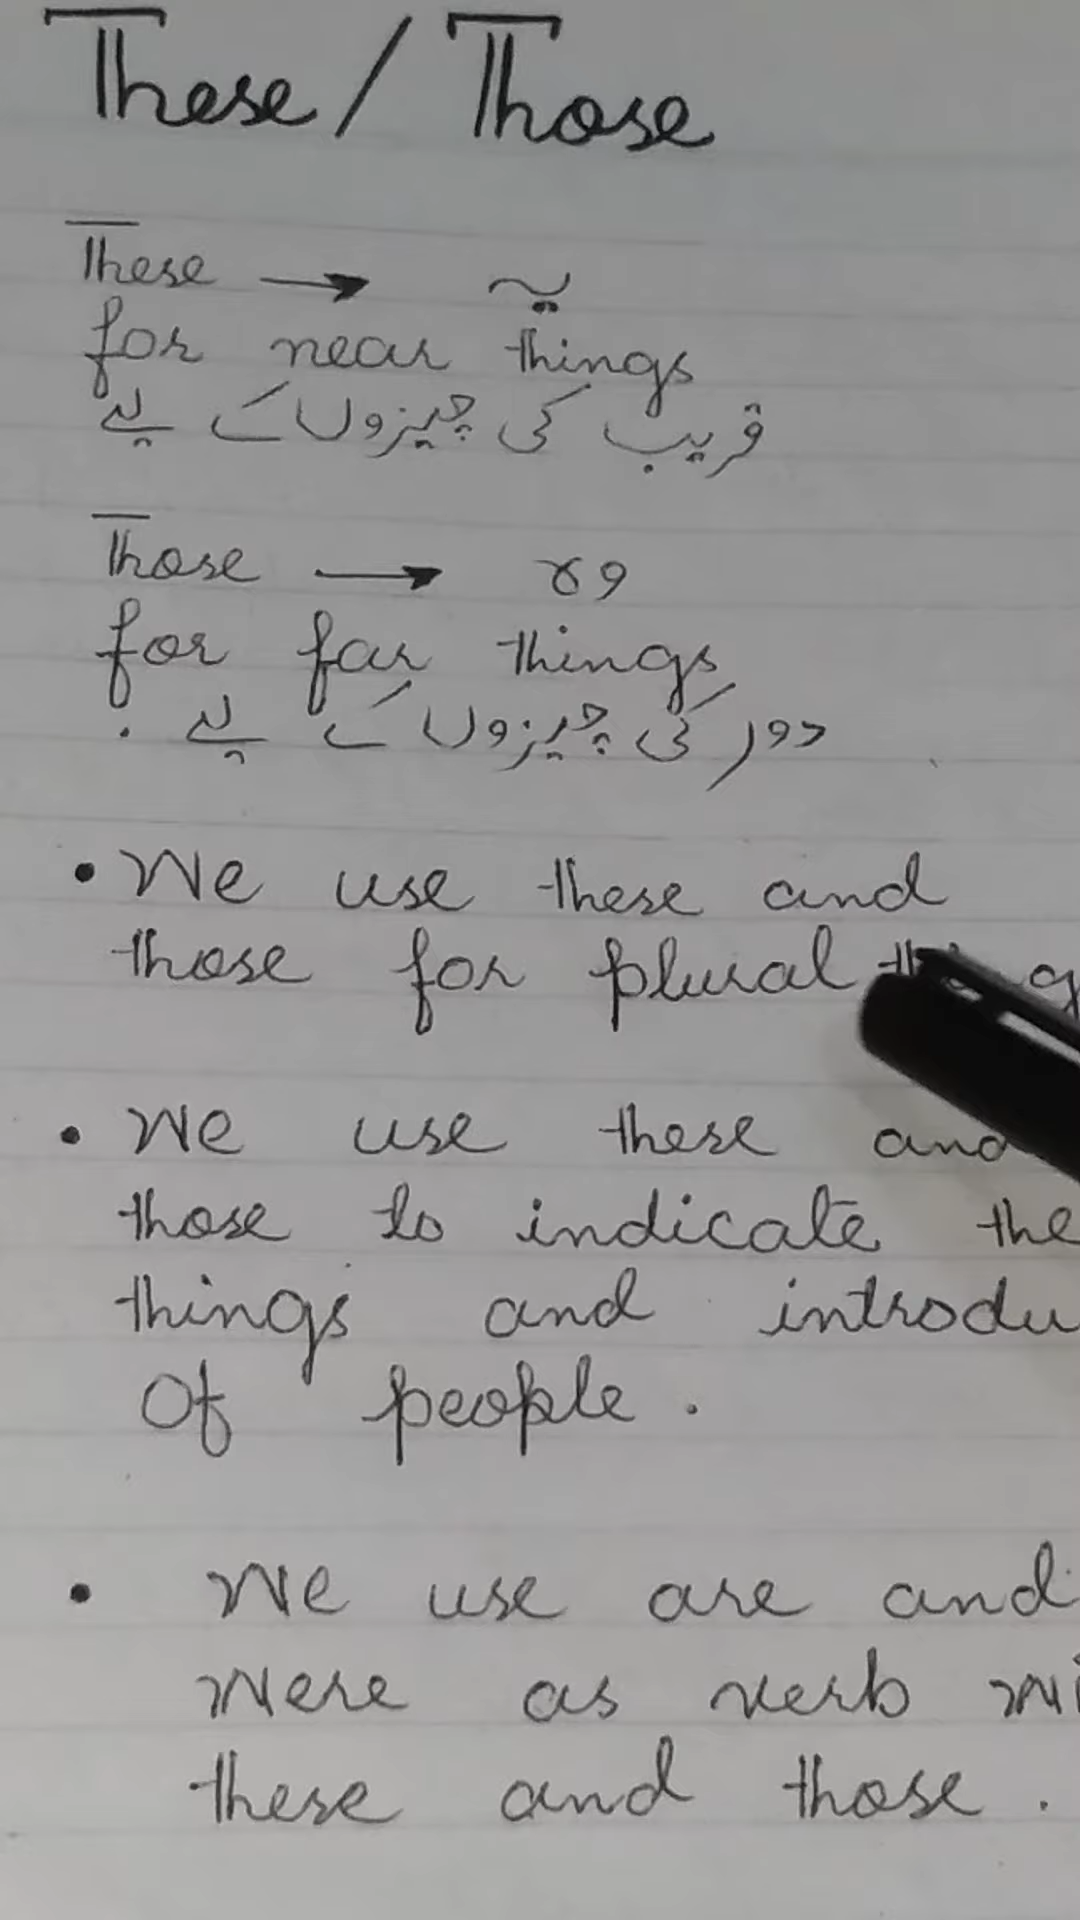 These / Those
These → یہ
for near things
قریب کی چیزوں کے لیے
Those → وہ
for far things
دور کی چیزوں کے لیے .
• We use these and
those for plural
• We use these and
those to indicate the
things and introdu
of people .
• We use are and
were as verb wi
these and those .